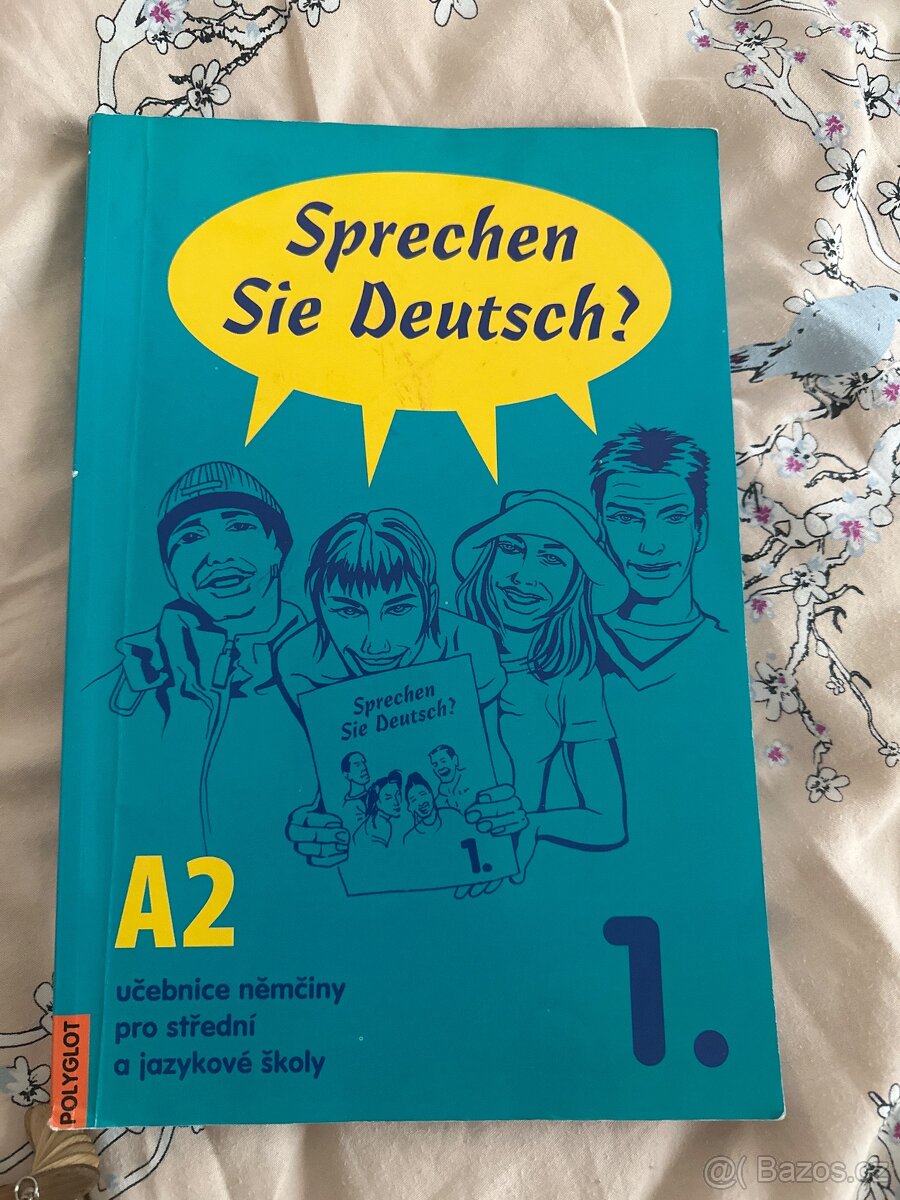 Sprechen
Sie Deutsch?
Sprechen
Sie Deutsch?
1.
A2
učebnice němčiny
pro střední
a jazykové školy
1.
POLYGLOT
@( Bazos.cz